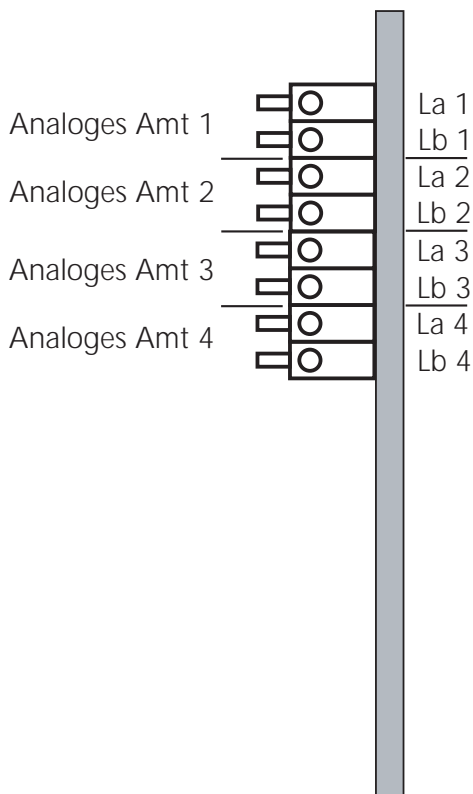 Analoges Amt 1
La 1
Lb 1
Analoges Amt 2
La 2
Lb 2
Analoges Amt 3
La 3
Lb 3
Analoges Amt 4
La 4
Lb 4